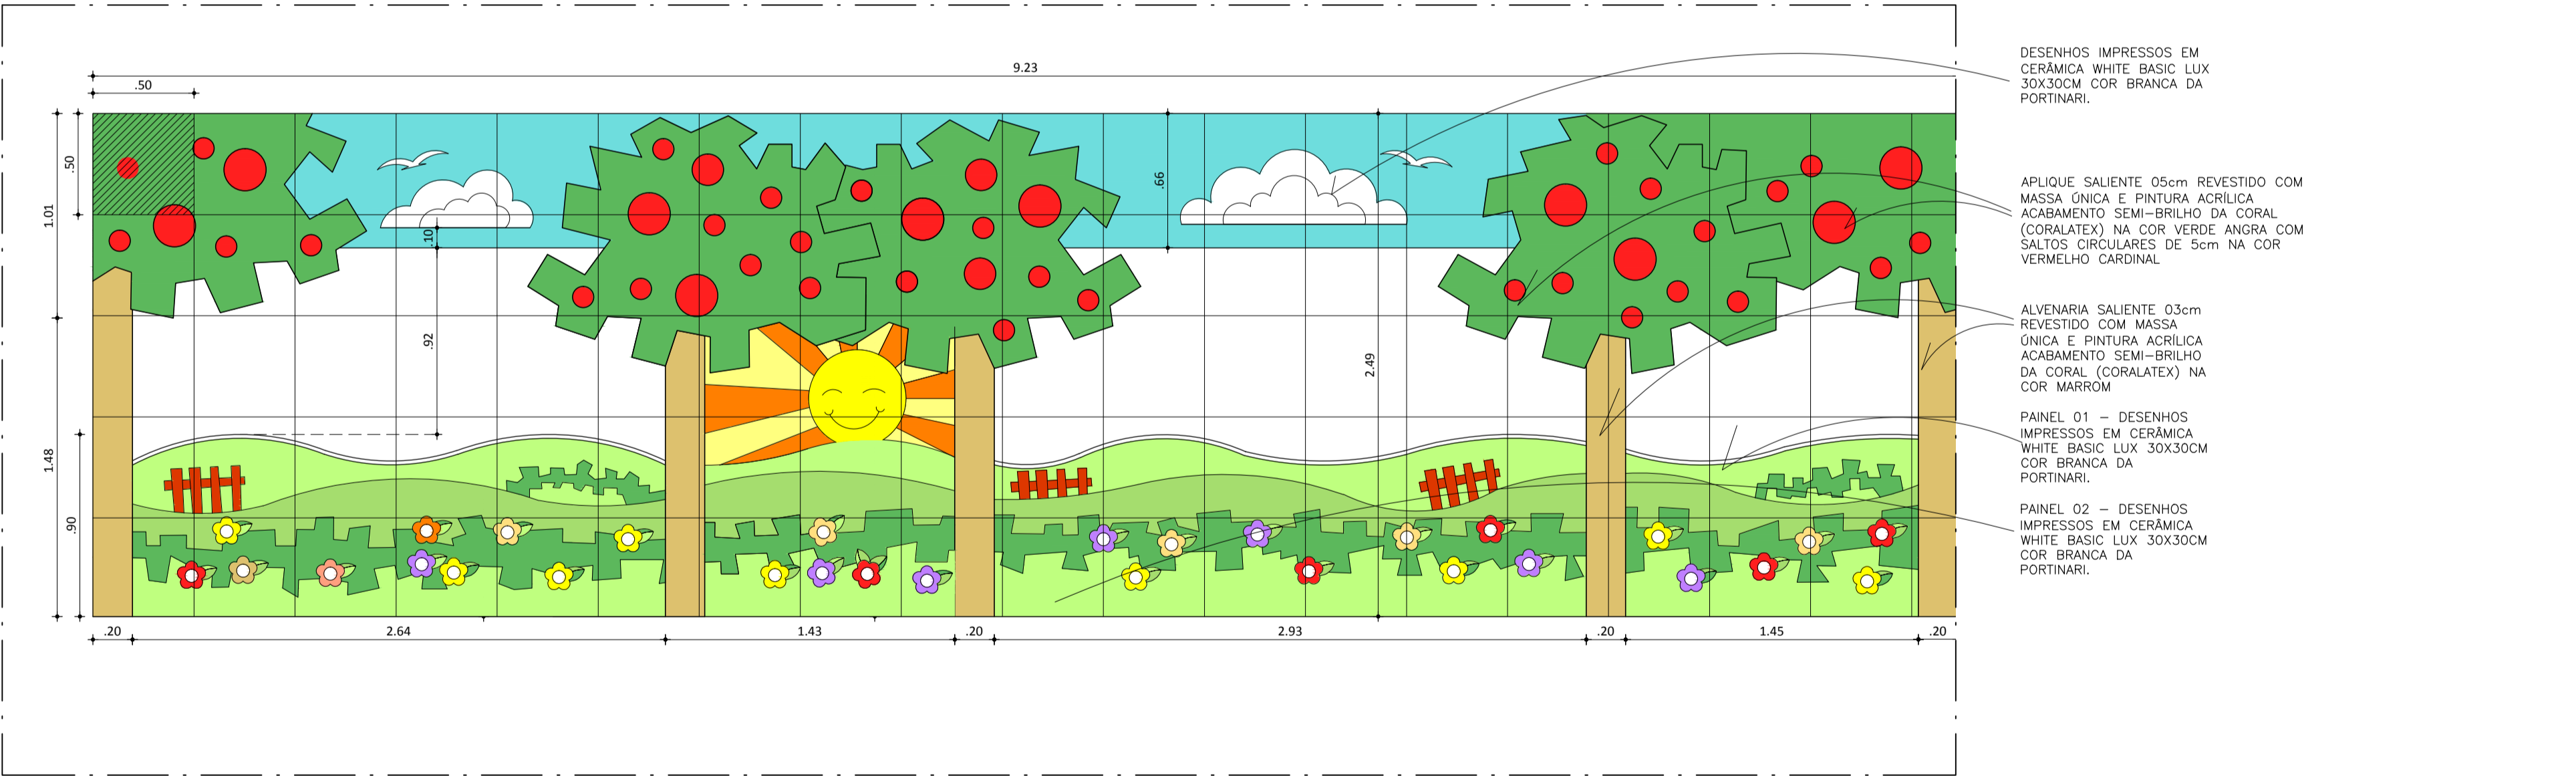 9.23
.50
.50
1.01
.10
.66
.92
2.49
1.48
.90
.20
2.64
1.43
.20
2.93
.20
1.45
.20
DESENHOS IMPRESSOS EM
CERÂMICA WHITE BASIC LUX
30X30CM COR BRANCA DA
PORTINARI.
APLIQUE SALIENTE 05cm REVESTIDO COM
MASSA ÚNICA E PINTURA ACRÍLICA
ACABAMENTO SEMI-BRILHO DA CORAL
(CORALATEX) NA COR VERDE ANGRA COM
SALTOS CIRCULARES DE 5cm NA COR
VERMELHO CARDINAL
ALVENARIA SALIENTE 03cm
REVESTIDO COM MASSA
ÚNICA E PINTURA ACRÍLICA
ACABAMENTO SEMI-BRILHO
DA CORAL (CORALATEX) NA
COR MARROM
PAINEL 01 - DESENHOS
IMPRESSOS EM CERÂMICA
WHITE BASIC LUX 30X30CM
COR BRANCA DA
PORTINARI.
PAINEL 02 - DESENHOS
IMPRESSOS EM CERÂMICA
WHITE BASIC LUX 30X30CM
COR BRANCA DA
PORTINARI.